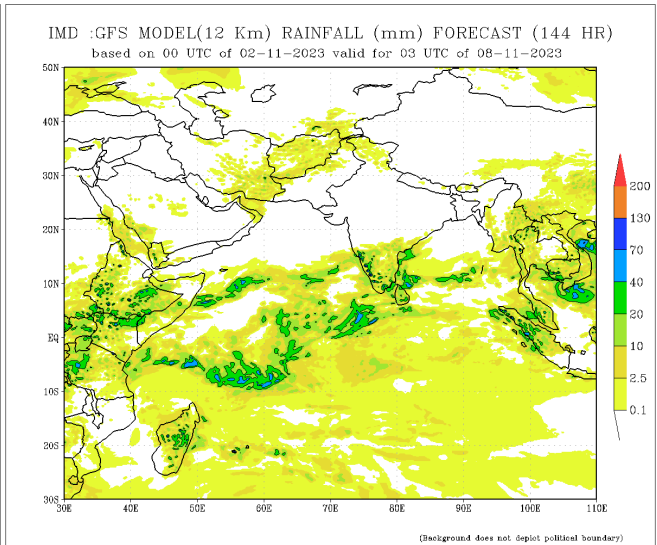 IMD :GFS MODEL(12 Km) RAINFALL (mm) FORECAST (144 HR)
based on 00 UTC of 02-11-2023 valid for 03 UTC of 08-11-2023
50N
40N
30N
20N
10N
EQ
10S
20S
30S
30E 40E 50E 60E 70E 80E 90E 100E 110E
200
130
70
40
20
10
2.5
0.1
(Background does not depict political boundary)